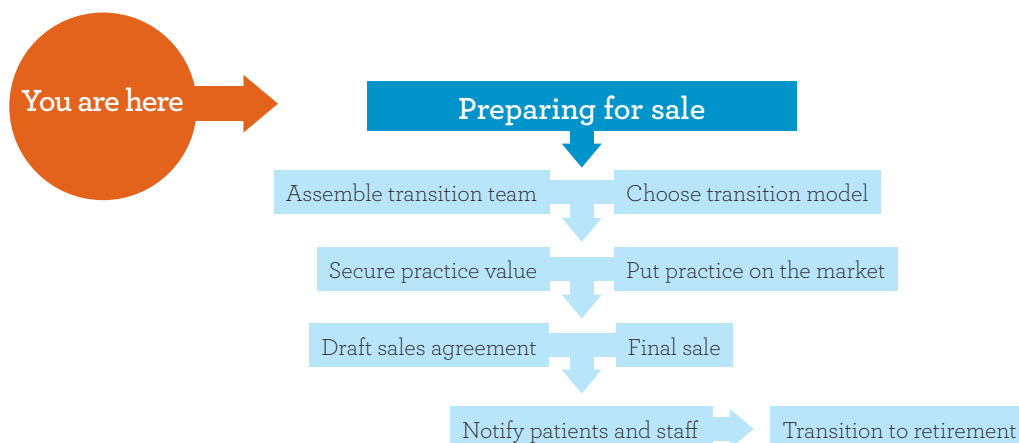 You are here
Preparing for sale
Assemble transition team
Choose transition model
Secure practice value
Put practice on the market
Draft sales agreement
Final sale
Notify patients and staff
Transition to retirement